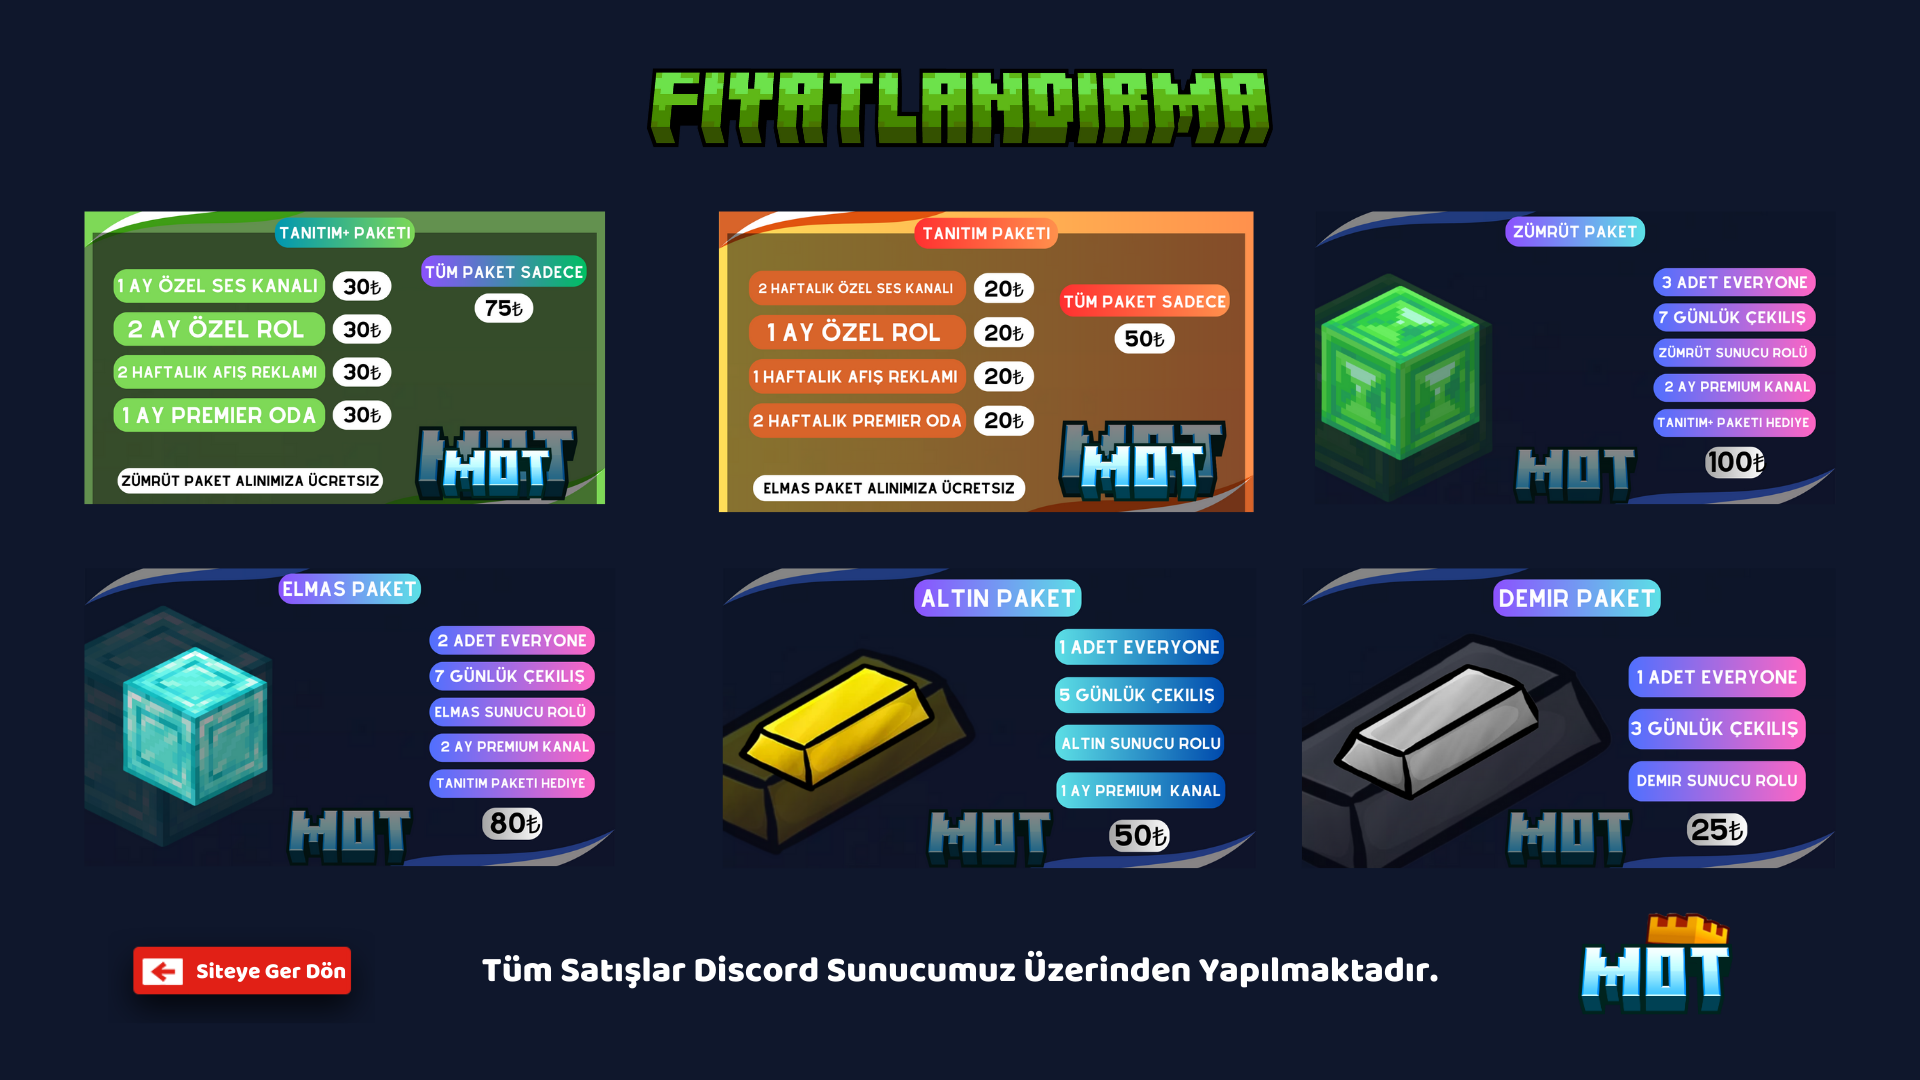 FIYATLANDIRMA
TANITIM+ PAKETI
1 AY ÖZEL SES KANALI 30₺
2 AY ÖZEL ROL 30₺
2 HAFTALIK AFIŞ REKLAMI 30₺
1 AY PREMIER ODA 30₺
TÜM PAKET SADECE
75₺
ZÜMRÜT PAKET ALINIMIZA ÜCRETSIZ
MOT
MOT
TANITIM PAKETI
2 HAFTALIK ÖZEL SES KANALI 20₺
1 AY ÖZEL ROL 20₺
1 HAFTALIK AFIŞ REKLAMI 20₺
2 HAFTALIK PREMIER ODA 20₺
TÜM PAKET SADECE
50₺
ELMAS PAKET ALINIMIZA ÜCRETSIZ
MOT
MOT
ZÜMRÜT PAKET
3 ADET EVERYONE
7 GÜNLÜK ÇEKILIŞ
ZÜMRÜT SUNUCU ROLÜ
2 AY PREMIUM KANAL
TANITIM+ PAKETI HEDIYE
100₺
MOT
ELMAS PAKET
2 ADET EVERYONE
7 GÜNLÜK ÇEKILIŞ
ELMAS SUNUCU ROLÜ
2 AY PREMIUM KANAL
TANITIM PAKETI HEDIYE
80₺
MOT
ALTIN PAKET
1 ADET EVERYONE
5 GÜNLÜK ÇEKILIŞ
ALTIN SUNUCU ROLU
1 AY PREMIUM KANAL
50₺
MOT
DEMIR PAKET
1 ADET EVERYONE
3 GÜNLÜK ÇEKILIŞ
DEMIR SUNUCU ROLU
25₺
MOT
Siteye Ger Dön
Tüm Satışlar Discord Sunucumuz Üzerinden Yapılmaktadır.
MOT